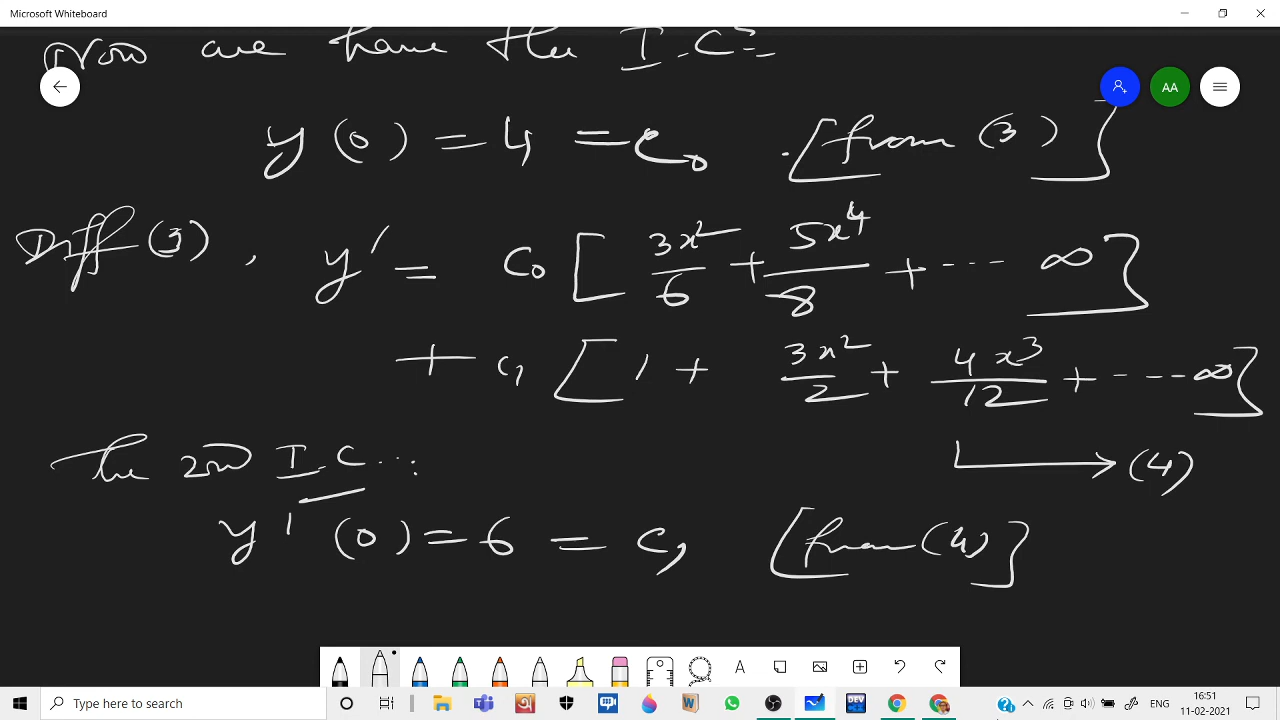 Microsoft Whiteboard
Now we have the I.C:-
AA
y(0) = 4 = c₀ . [from (3)]
Diff (3), y′ = c₀ [ 3x²/6 + 5x⁴/8 + ... ∞ ]
+ c₁ [ 1 + 3x²/2 + 4x³/12 + ... ∞ ]
→ (4)
The 2nd I.C...
y′(0) = 6 = c₁ [from (4)]
A
Type here to search
DEV
ENG
16:51
11-02-2021